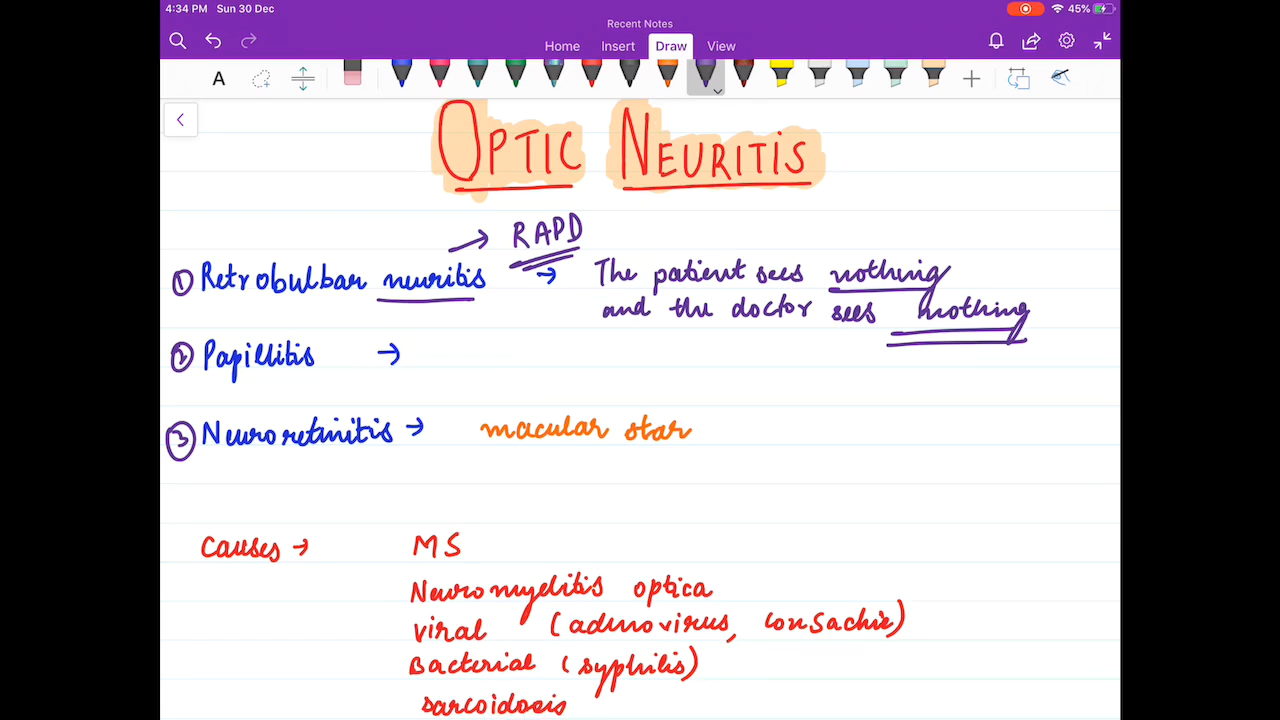 4:34 PM Sun 30 Dec
45%
Recent Notes
Home Insert Draw View
A
OPTIC NEURITIS
→ RAPD
① Retrobulbar neuritis → The patient sees nothing
and the doctor sees nothing
② Papillitis →
③ Neuroretinitis → macular star
Causes → MS
Neuromyelitis optica
viral (adenovirus, consachie)
Bacterial (syphilis)
sarcoidosis